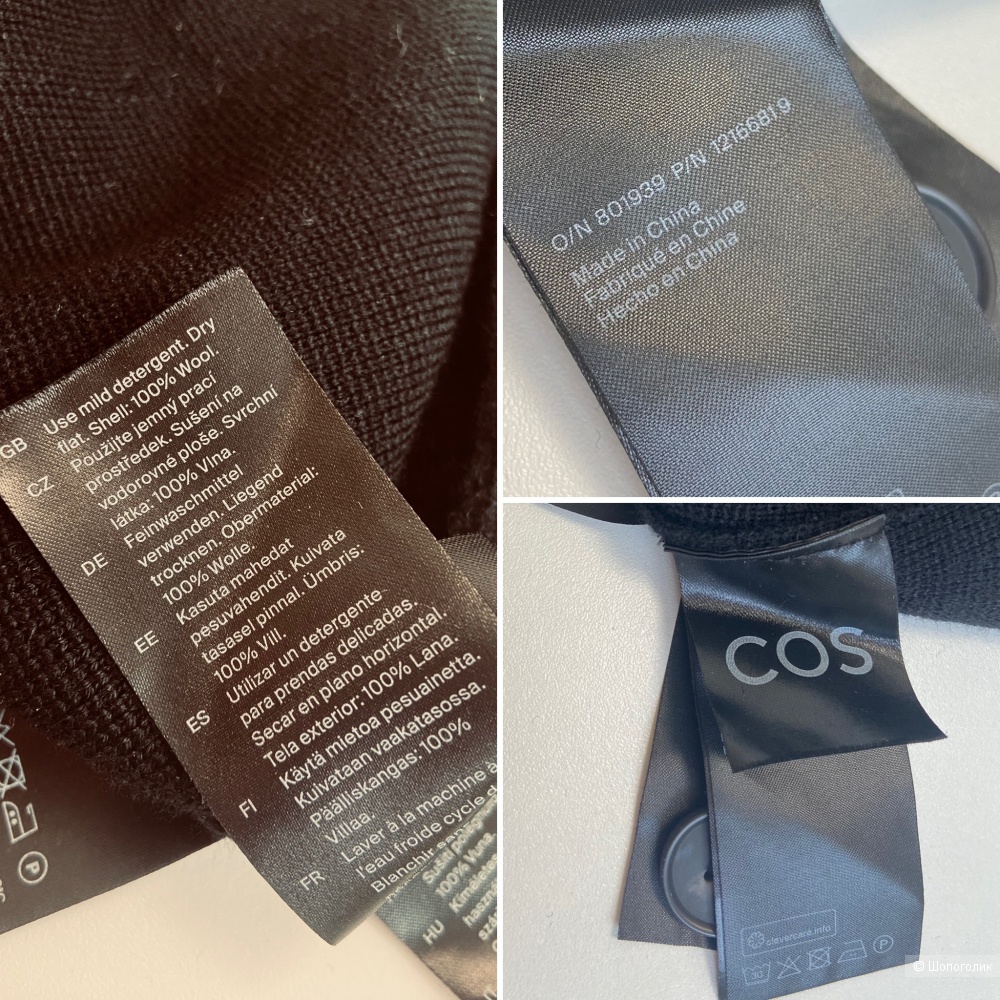 GB Use mild detergent. Dry
flat. Shell: 100% Wool.
CZ Použijte jemný prací
prostředek. Sušení na
vodorovné ploše. Svrchní
látka: 100% Vlna.
DE Feinwaschmittel
verwenden. Liegend
trocknen. Obermaterial:
100% Wolle.
EE Kasuta mahedat
pesuvahendit. Kuivata
tasasel pinnal. Ümbris:
100% Vill.
ES Utilizar un detergente
para prendas delicadas.
Secar en plano horizontal.
Tela exterior: 100% Lana.
FI Käytä mietoa pesuainetta.
Kuivataan vaakatasossa.
Päällikangas: 100%
Villaa.
FR Laver à la machine à
l'eau froide cycle d
Blanchir
100%
HU Kímé
P
O/N 801939 P/N 12166819
Made in China
Fabriqué en Chine
Hecho en China
COS
clevercare.info
30 P
© Шопоголик